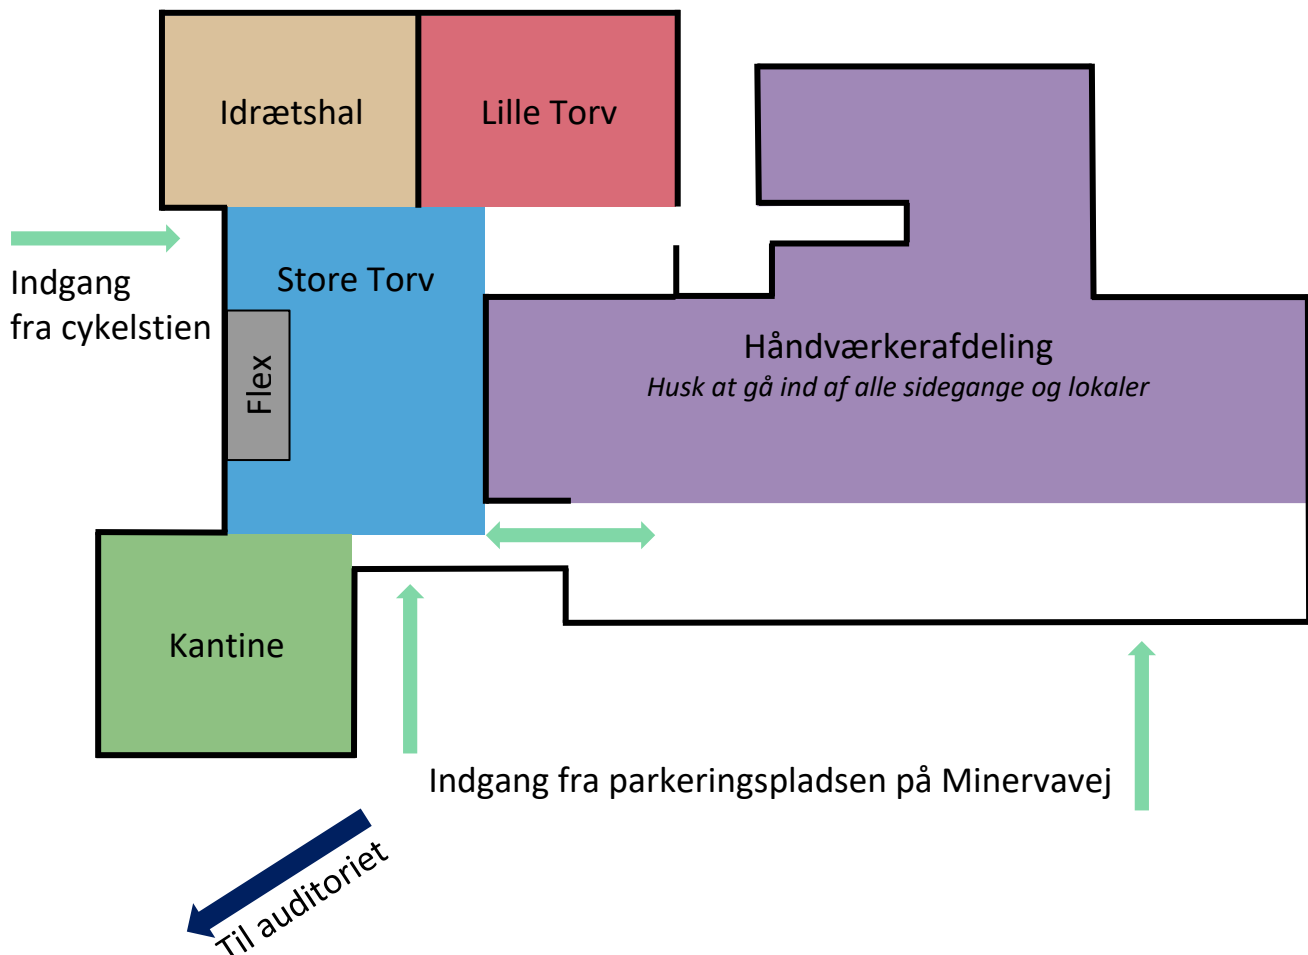 Idrætshal
Lille Torv
Indgang
fra cykelstien
Store Torv
Flex
Håndværkerafdeling
Husk at gå ind af alle sidegange og lokaler
Kantine
Indgang fra parkeringspladsen på Minervavej
Til auditoriet